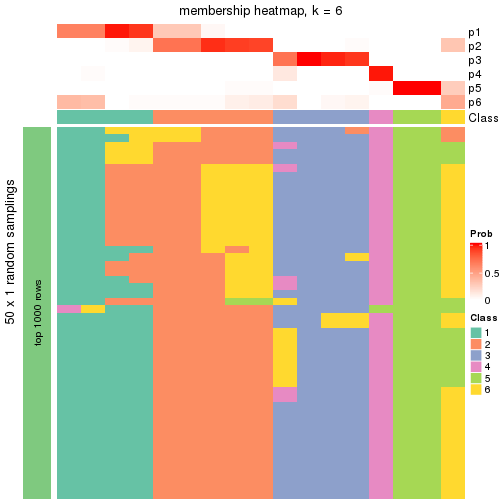 membership heatmap, k = 6
p1
p2
p3
p4
p5
p6
Class
50 x 1 random samplings
top 1000 rows
Prob
1
0.5
0
Class
1
2
3
4
5
6